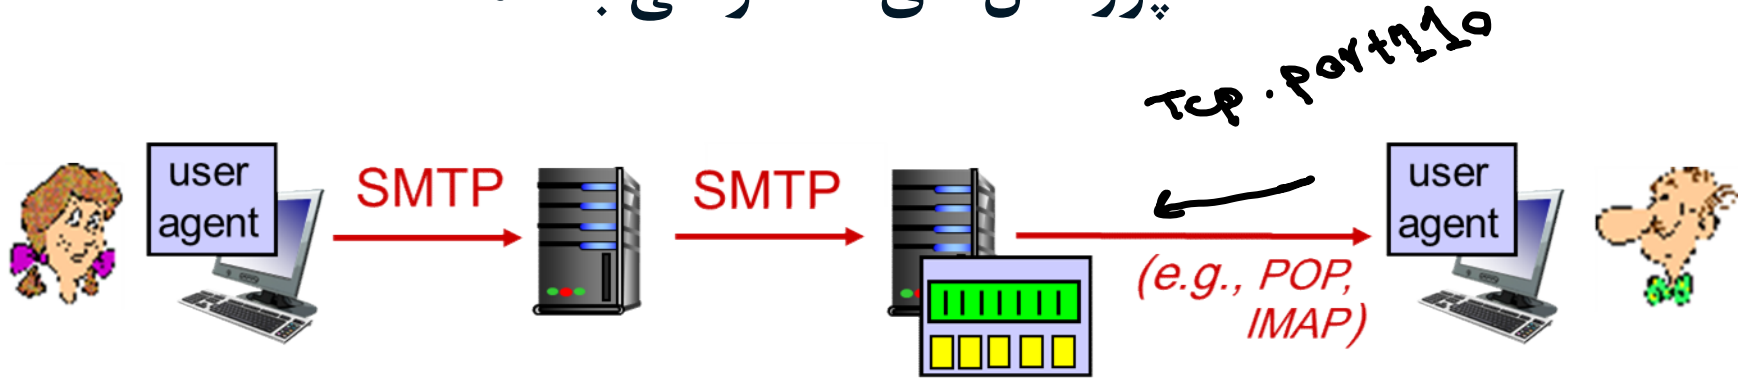 Tcp. port 110
user
agent
SMTP
SMTP
user
agent
(e.g., POP,
IMAP)